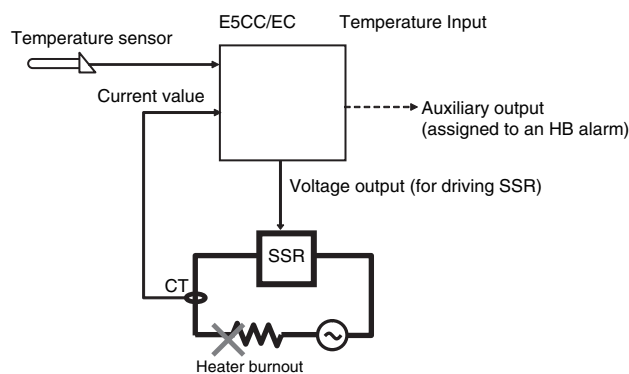 E5CC/EC
Temperature Input
Temperature sensor
Current value
Auxiliary output
(assigned to an HB alarm)
Voltage output (for driving SSR)
SSR
CT
Heater burnout